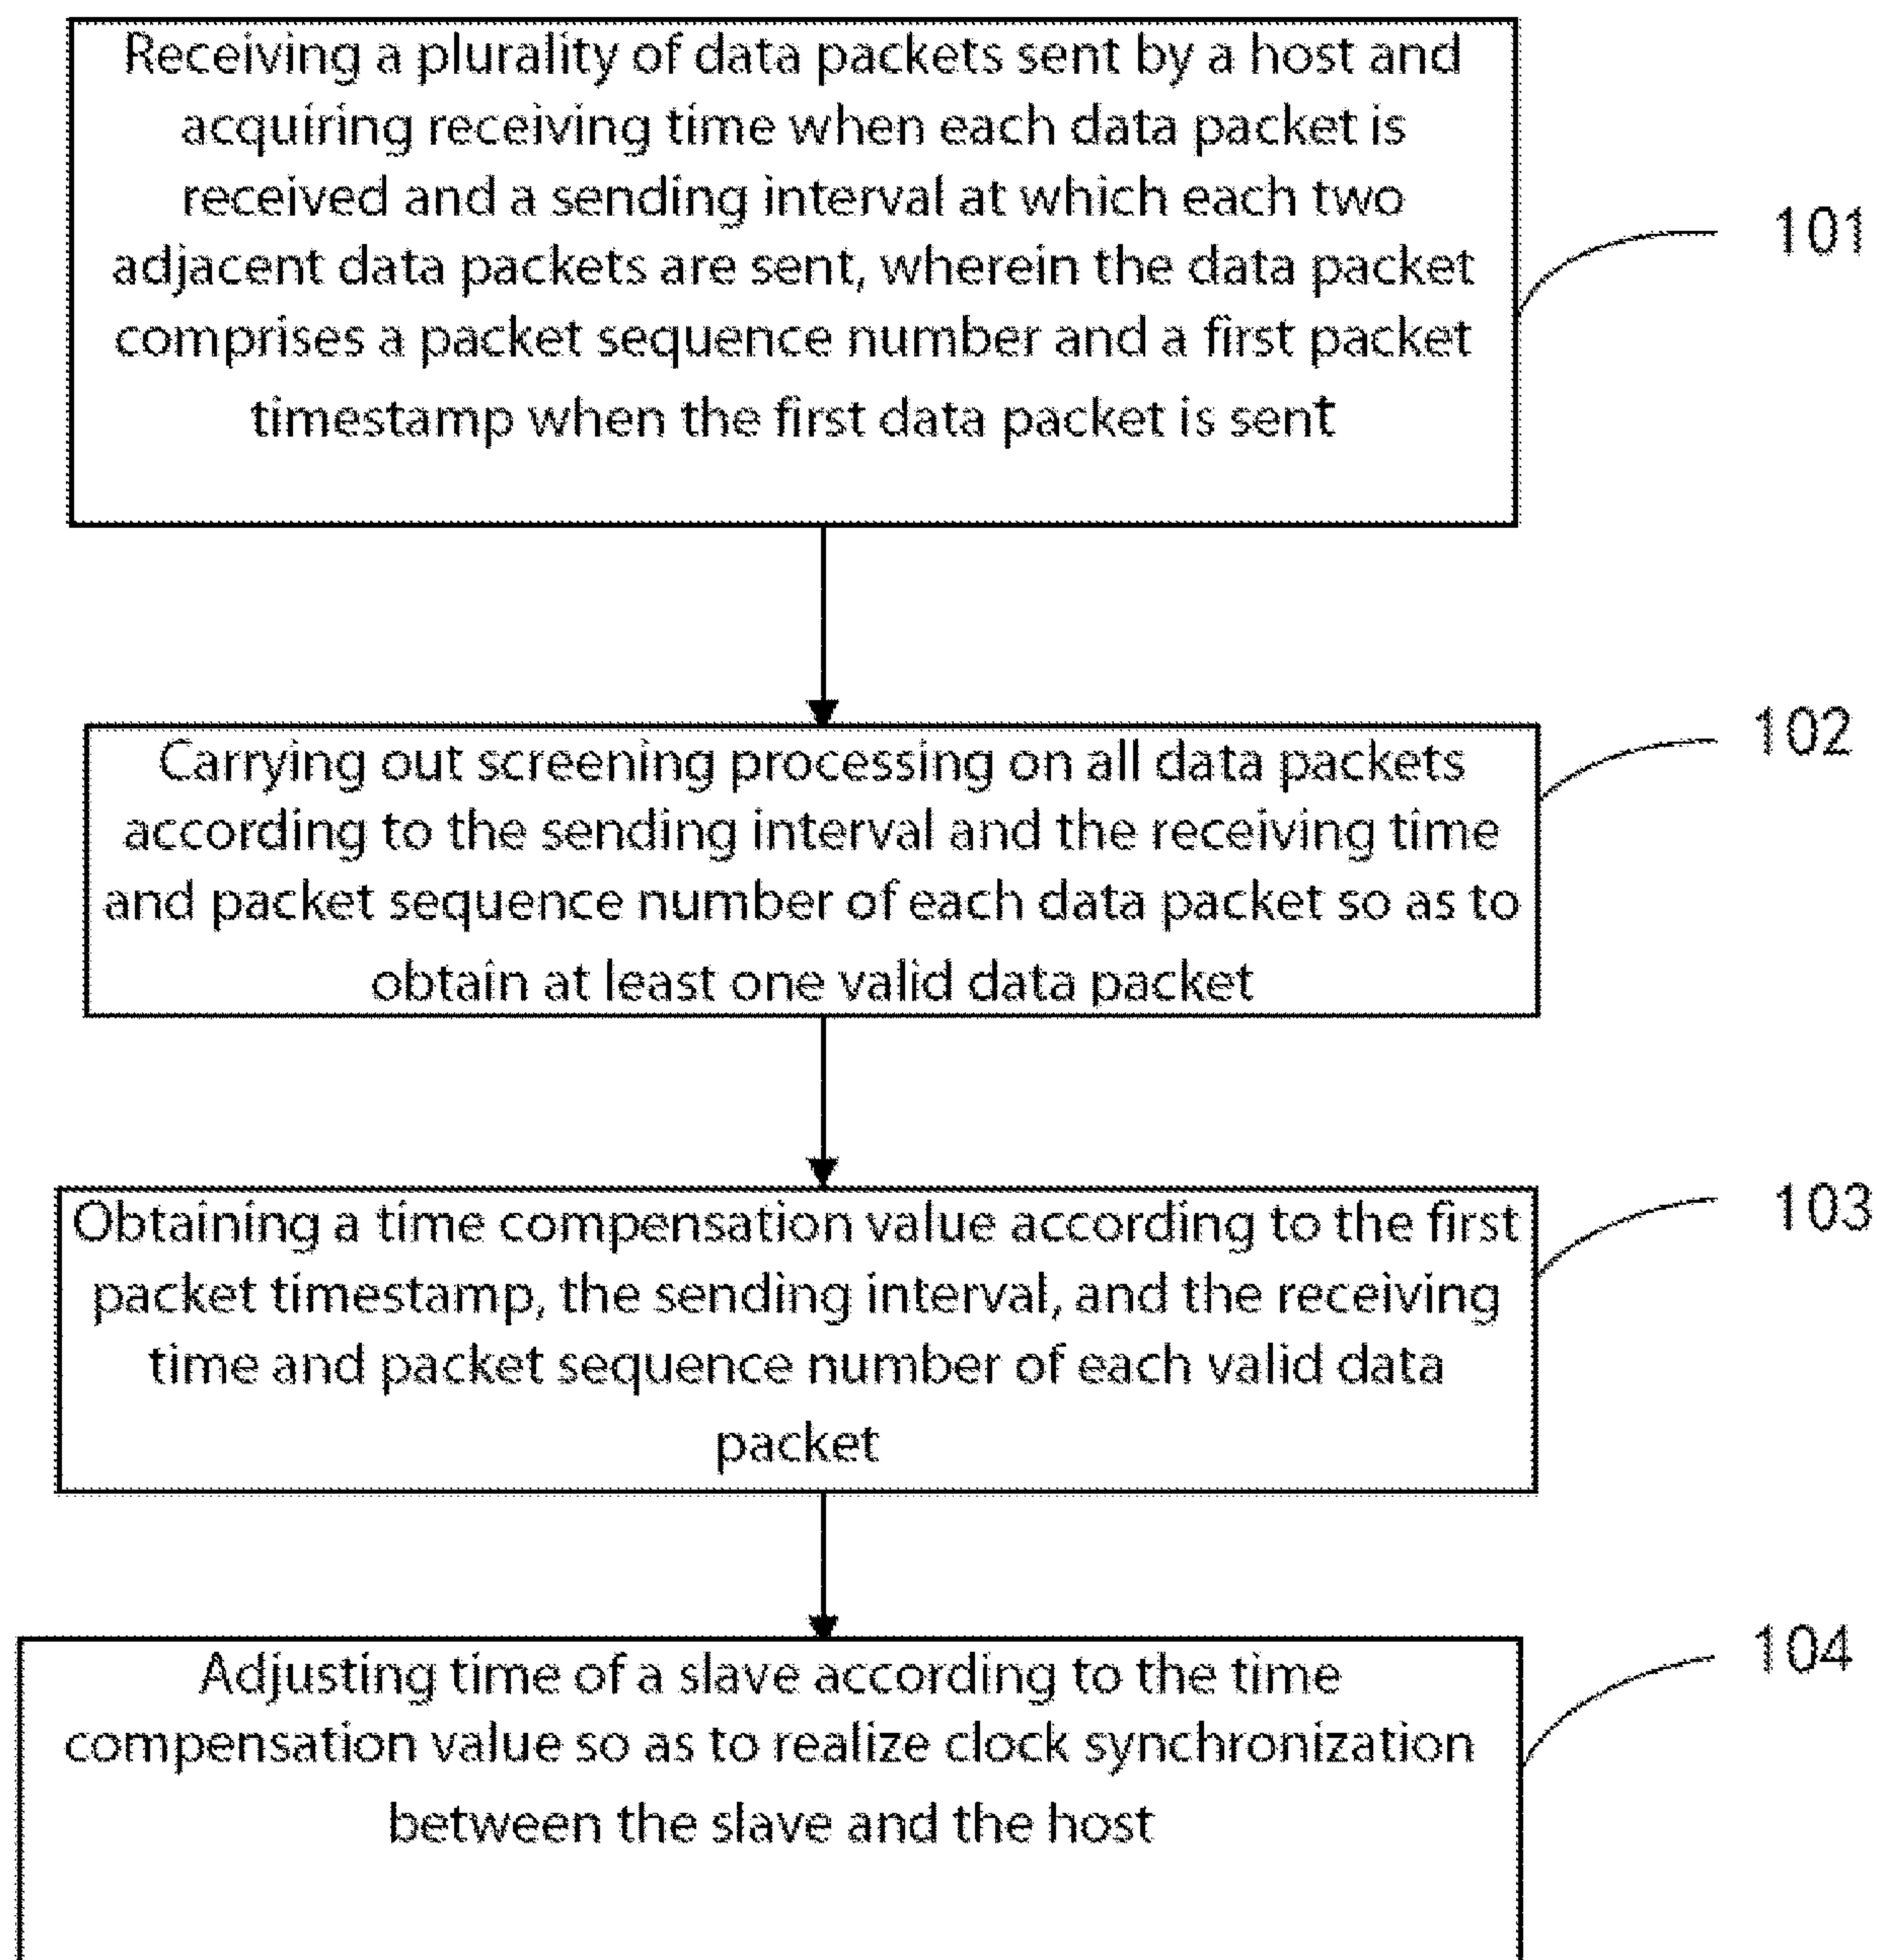 Receiving a plurality of data packets sent by a host and
acquiring receiving time when each data packet is
received and a sending interval at which each two
adjacent data packets are sent, wherein the data packet
comprises a packet sequence number and a first packet
timestamp when the first data packet is sent
101
Carrying out screening processing on all data packets
according to the sending interval and the receiving time
and packet sequence number of each data packet so as to
obtain at least one valid data packet
102
Obtaining a time compensation value according to the first
packet timestamp, the sending interval, and the receiving
time and packet sequence number of each valid data
packet
103
Adjusting time of a slave according to the time
compensation value so as to realize clock synchronization
between the slave and the host
104